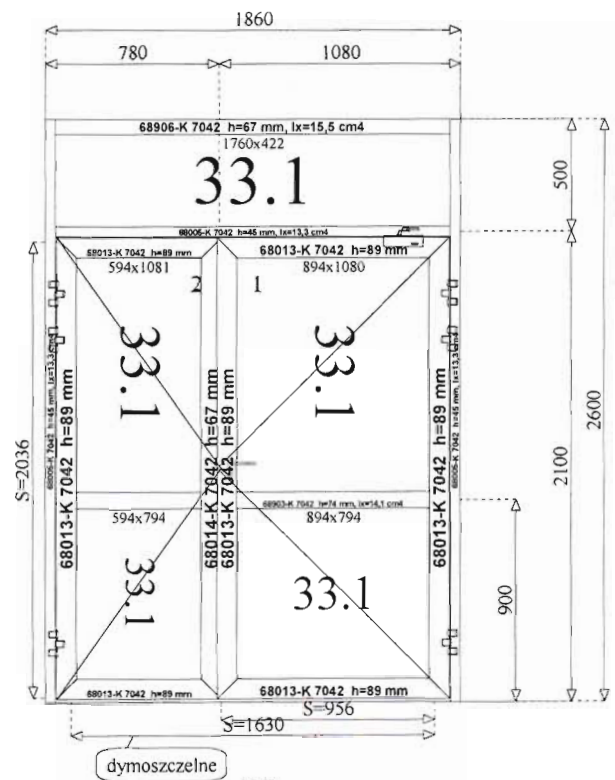 1860
780 1080
68906-K 7042 h=67 mm, Ix=15,5 cm4
1760x422
33.1
500
68005-K 7042 h=45 mm, Ix=13,3 cm4
68013-K 7042 h=89 mm
68013-K 7042 h=89 mm
594x1081
894x1080
2 1
33.1
33.1
68005-K 7042 h=45 mm, Ix=13,3 cm4
68013-K 7042 h=89 mm
68014-K 7042 h=67 mm
68013-K 7042 h=89 mm
68013-K 7042 h=89 mm
68005-K 7042 h=45 mm, Ix=13,3 cm4
S=2036
2100
2600
68903-K 7042 h=74 mm, Ix=14,1 cm4
594x794
894x794
33.1
33.1
900
68013-K 7042 h=89 mm
68013-K 7042 h=89 mm
S=956
S=1630
dymoszczelne